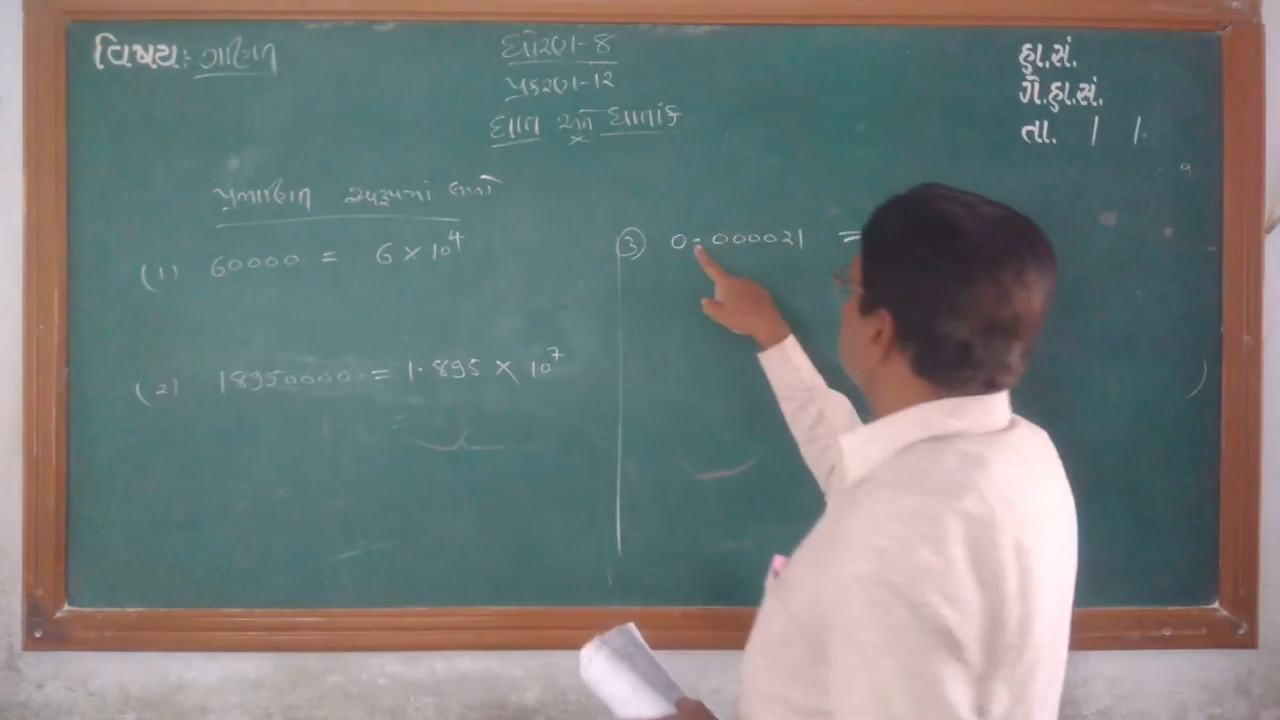 વિષય: ગણિત
ધોરણ-8
પ્રકરણ-12
ઘાત અને ઘાતાંક
હા.સં.
ગે.હા.સં.
તા. / /
પ્રમાણિત સ્વરૂપમાં લખો
(1) 60000 = 6 × 10⁴
(2) 18950000 = 1.895 × 10⁷
=
③ 0.000021 =